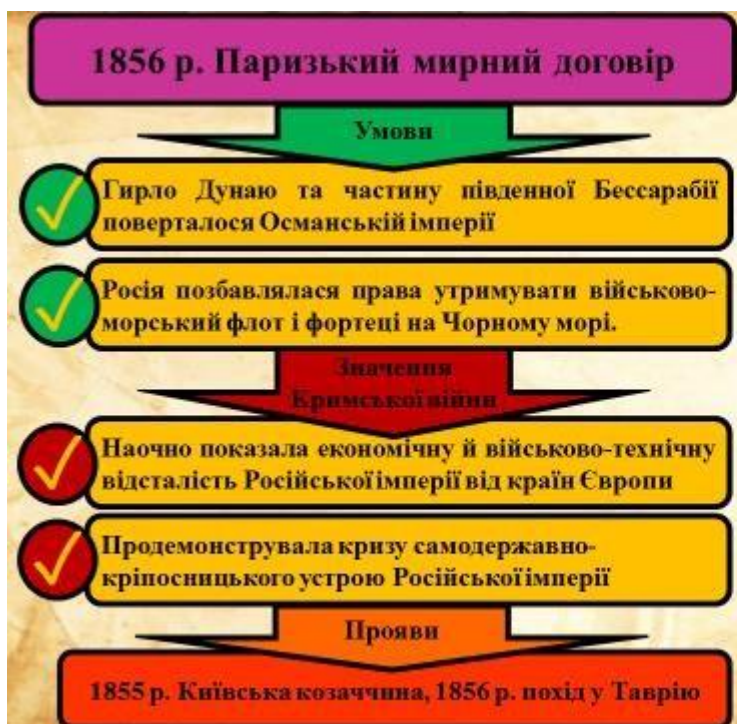 1856 р. Паризький мирний договір
Умови
Гирло Дунаю та частину південної Бессарабії
поверталося Османській імперії
Росія позбавлялася права утримувати військово-
морський флот і фортеці на Чорному морі.
Значення
Кримської війни
Наочно показала економічну й військово-технічну
відсталість Російської імперії від країн Європи
Продемонструвала кризу самодержавно-
кріпосницького устрою Російської імперії
Прояви
1855 р. Київська козаччина, 1856 р. похід у Таврію